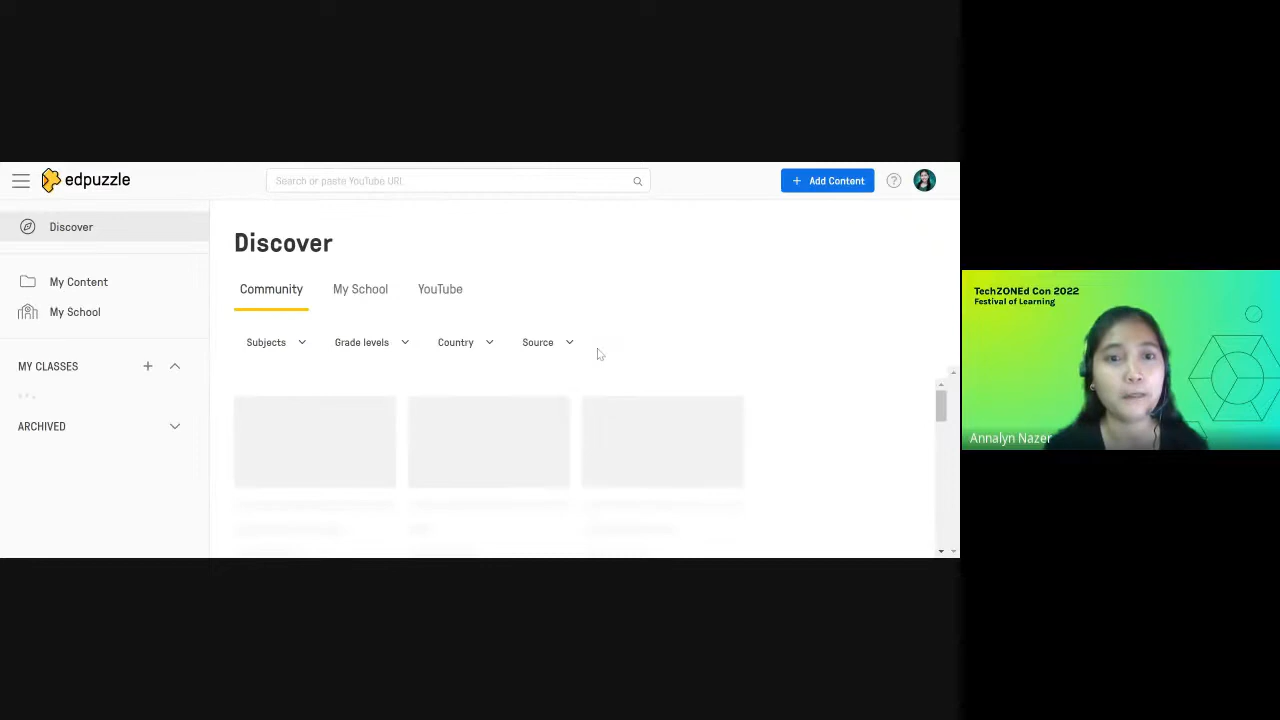 edpuzzle
Search or paste YouTube URL
+ Add Content
?
Discover
My Content
My School
MY CLASSES +
ARCHIVED
Discover
Community
My School
YouTube
Subjects
Grade levels
Country
Source
TechZONEd Con 2022
Festival of Learning
Annalyn Nazer